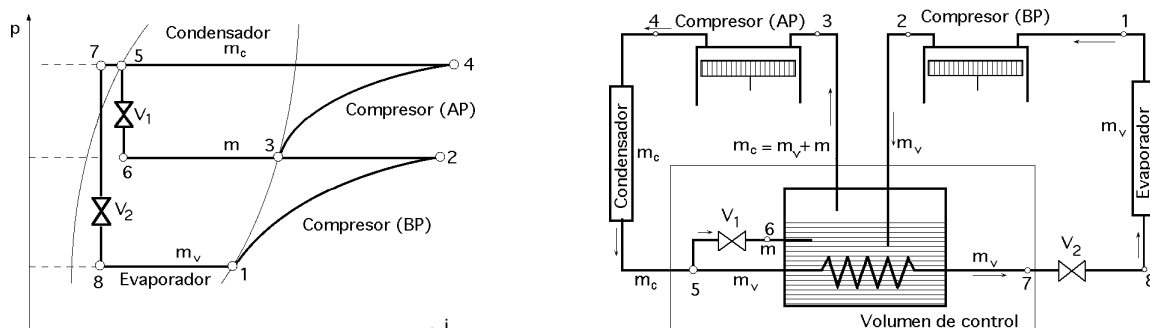 p
Condensador
m_c
7
5
4
Compresor (AP)
V_1
m
3
2
6
V_2
Compresor (BP)
m_v
8
Evaporador
1
i
4
Compresor (AP)
3
2
Compresor (BP)
1
Condensador
m_c
m_c = m_v + m
m_v
m_v
Evaporador
V_1
6
m
V_2
m_c
5
m_v
m_v
7
8
Volumen de control